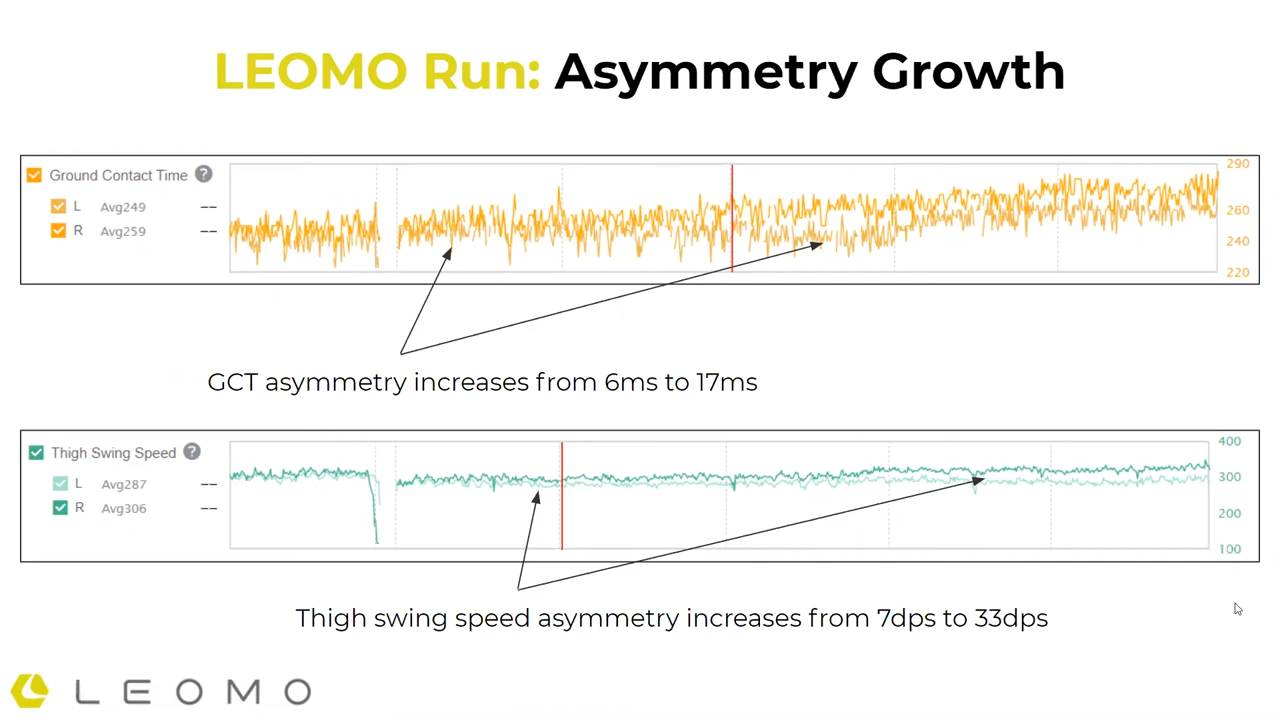 LEOMO Run: Asymmetry Growth
Ground Contact Time ?
L Avg249 --
R Avg259 --
290
260
240
220
GCT asymmetry increases from 6ms to 17ms
Thigh Swing Speed ?
L Avg287 --
R Avg306 --
400
300
200
100
Thigh swing speed asymmetry increases from 7dps to 33dps
LEOMO